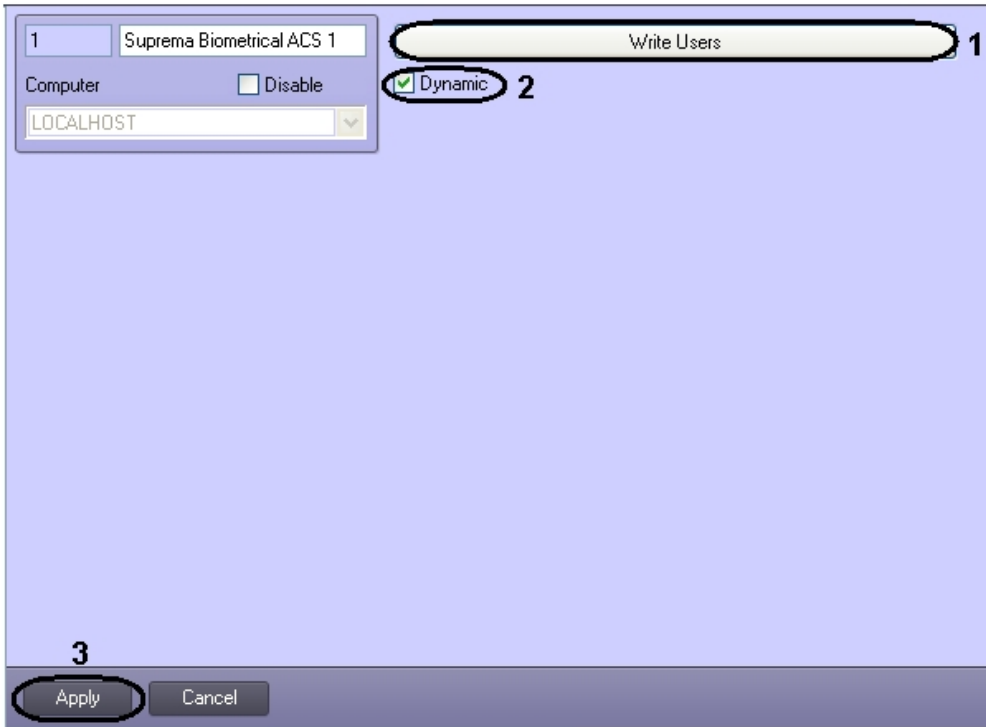 1 Suprema Biometrical ACS 1 Write Users 1
Computer Disable Dynamic 2
LOCALHOST
3
Apply Cancel